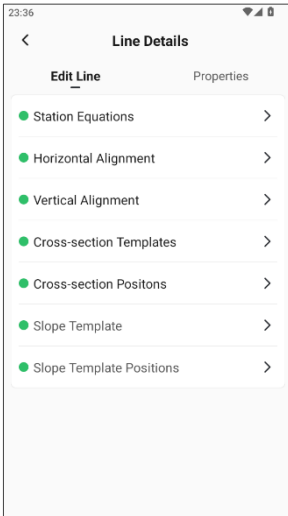 23:36
Line Details
Edit Line
Properties
Station Equations
Horizontal Alignment
Vertical Alignment
Cross-section Templates
Cross-section Positons
Slope Template
Slope Template Positions